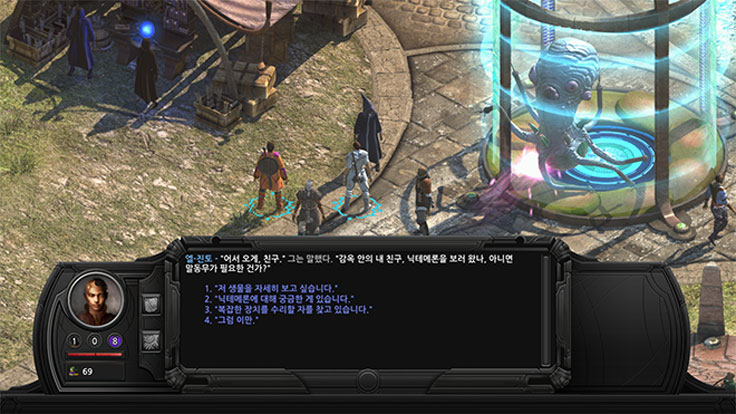 엘-진토 - "어서 오게, 친구." 그는 말했다. "감옥 안의 내 친구, 닉테메론을 보러 왔나, 아니면
말동무가 필요한 건가?"
1. "저 생물을 자세히 보고 싶습니다."
2. "닉테메론에 대해 궁금한 게 있습니다."
3. "복잡한 장치를 수리할 자를 찾고 있습니다."
4. "그럼 이만."
1 0 8
69